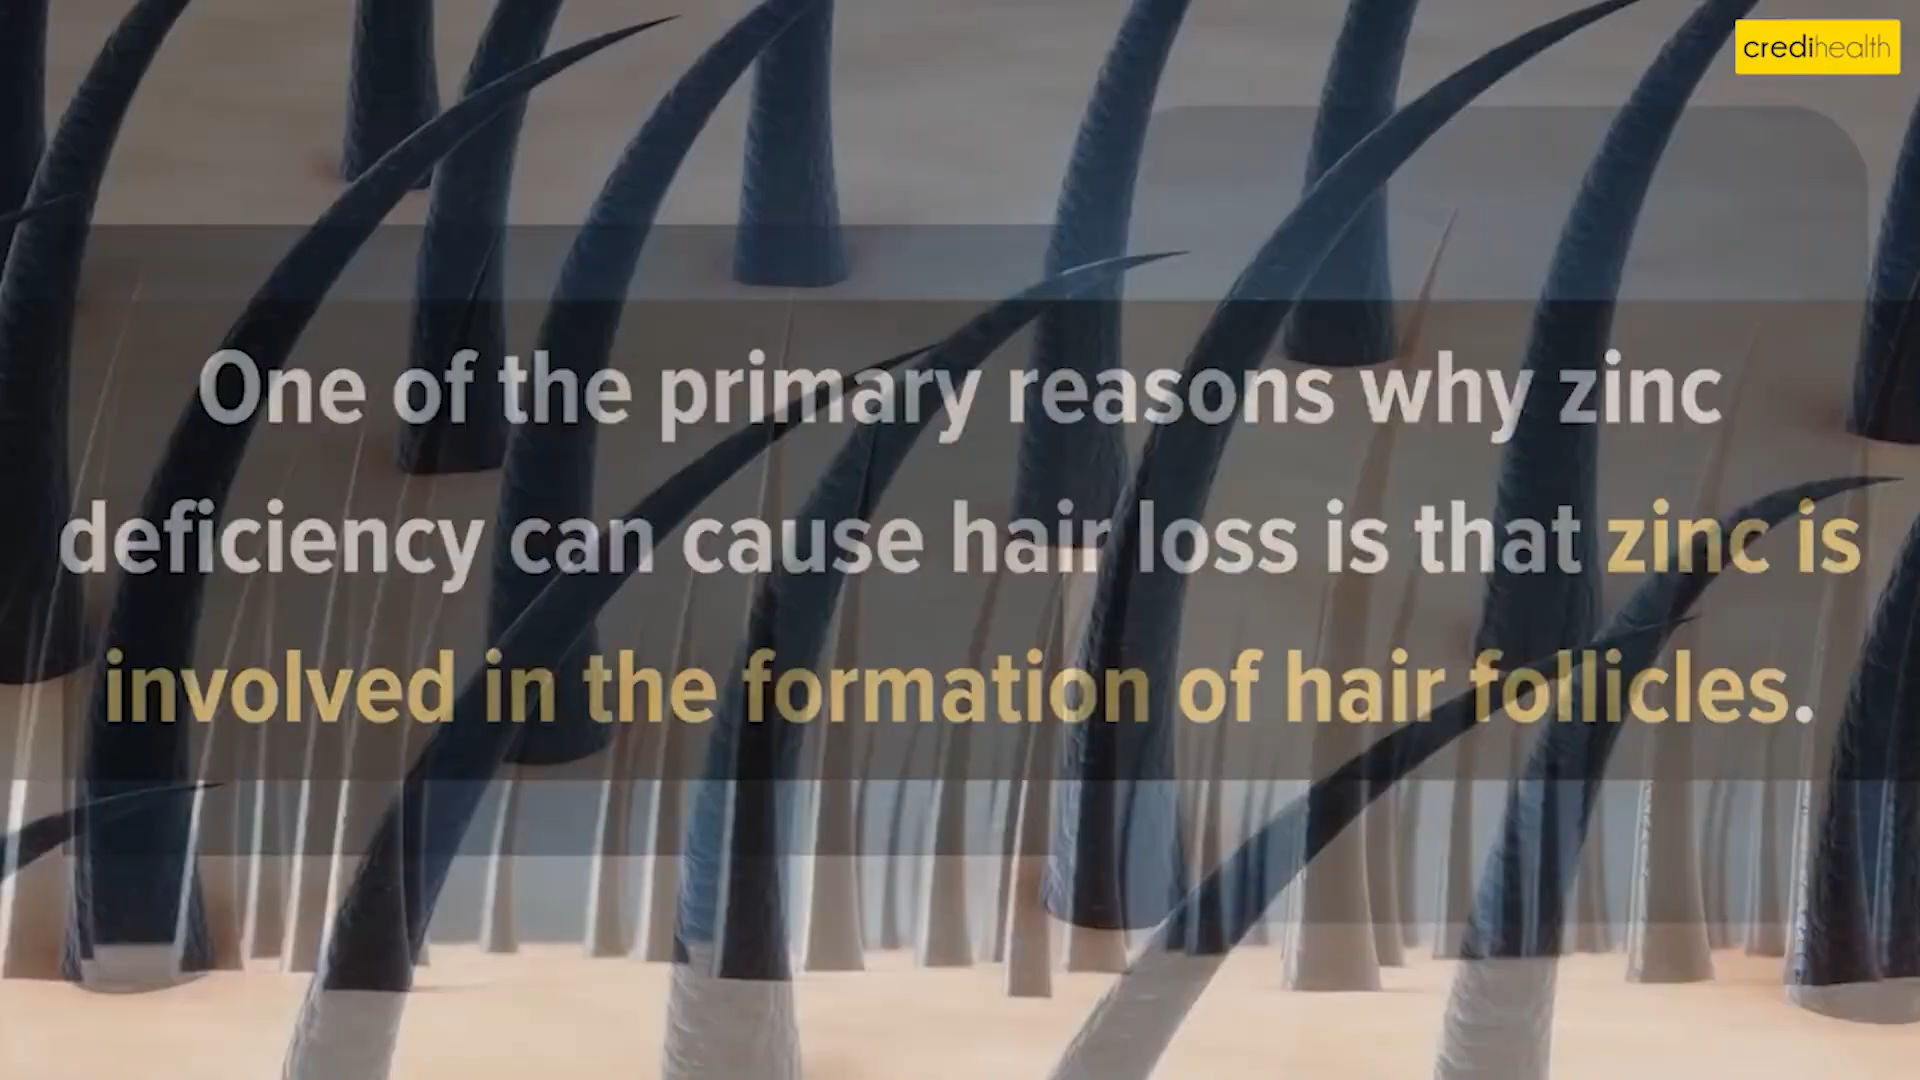 credihealth
One of the primary reasons why zinc
deficiency can cause hair loss is that zinc is
involved in the formation of hair follicles.